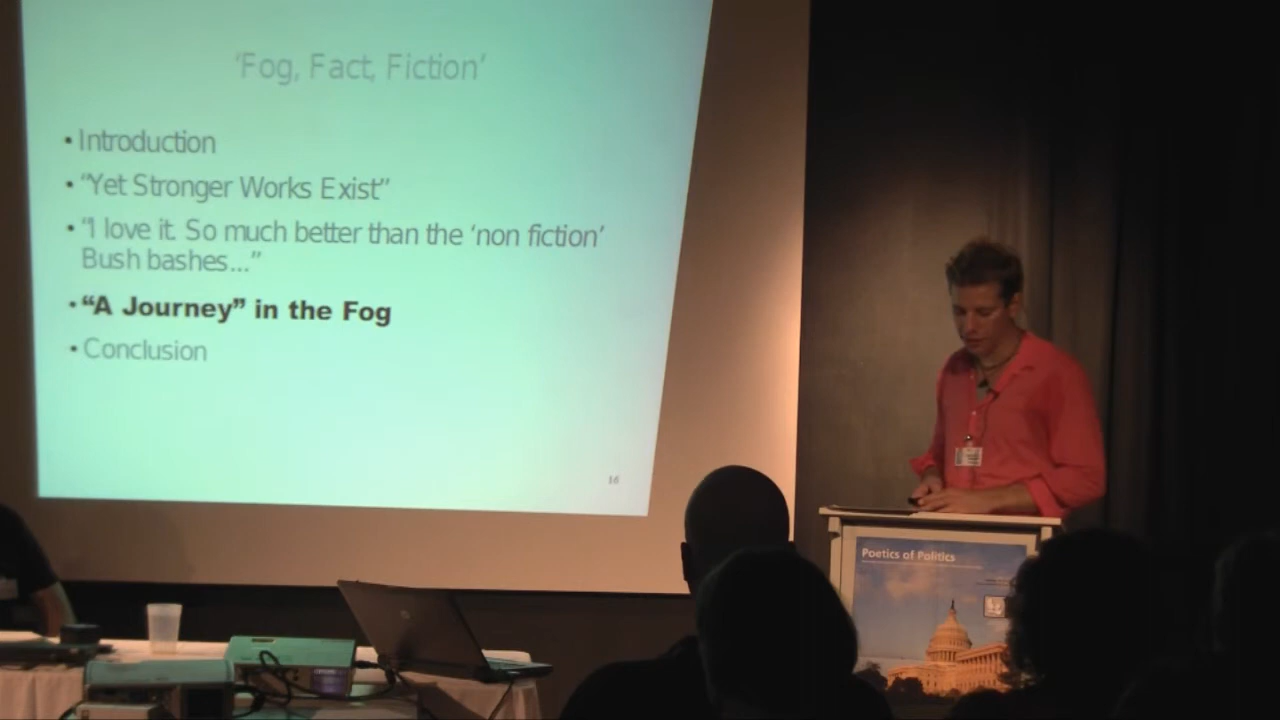 ‘Fog, Fact, Fiction’
• Introduction
• “Yet Stronger Works Exist”
• “I love it. So much better than the ‘non fiction’
Bush bashes...”
• “A Journey” in the Fog
• Conclusion
16
Poetics of Politics